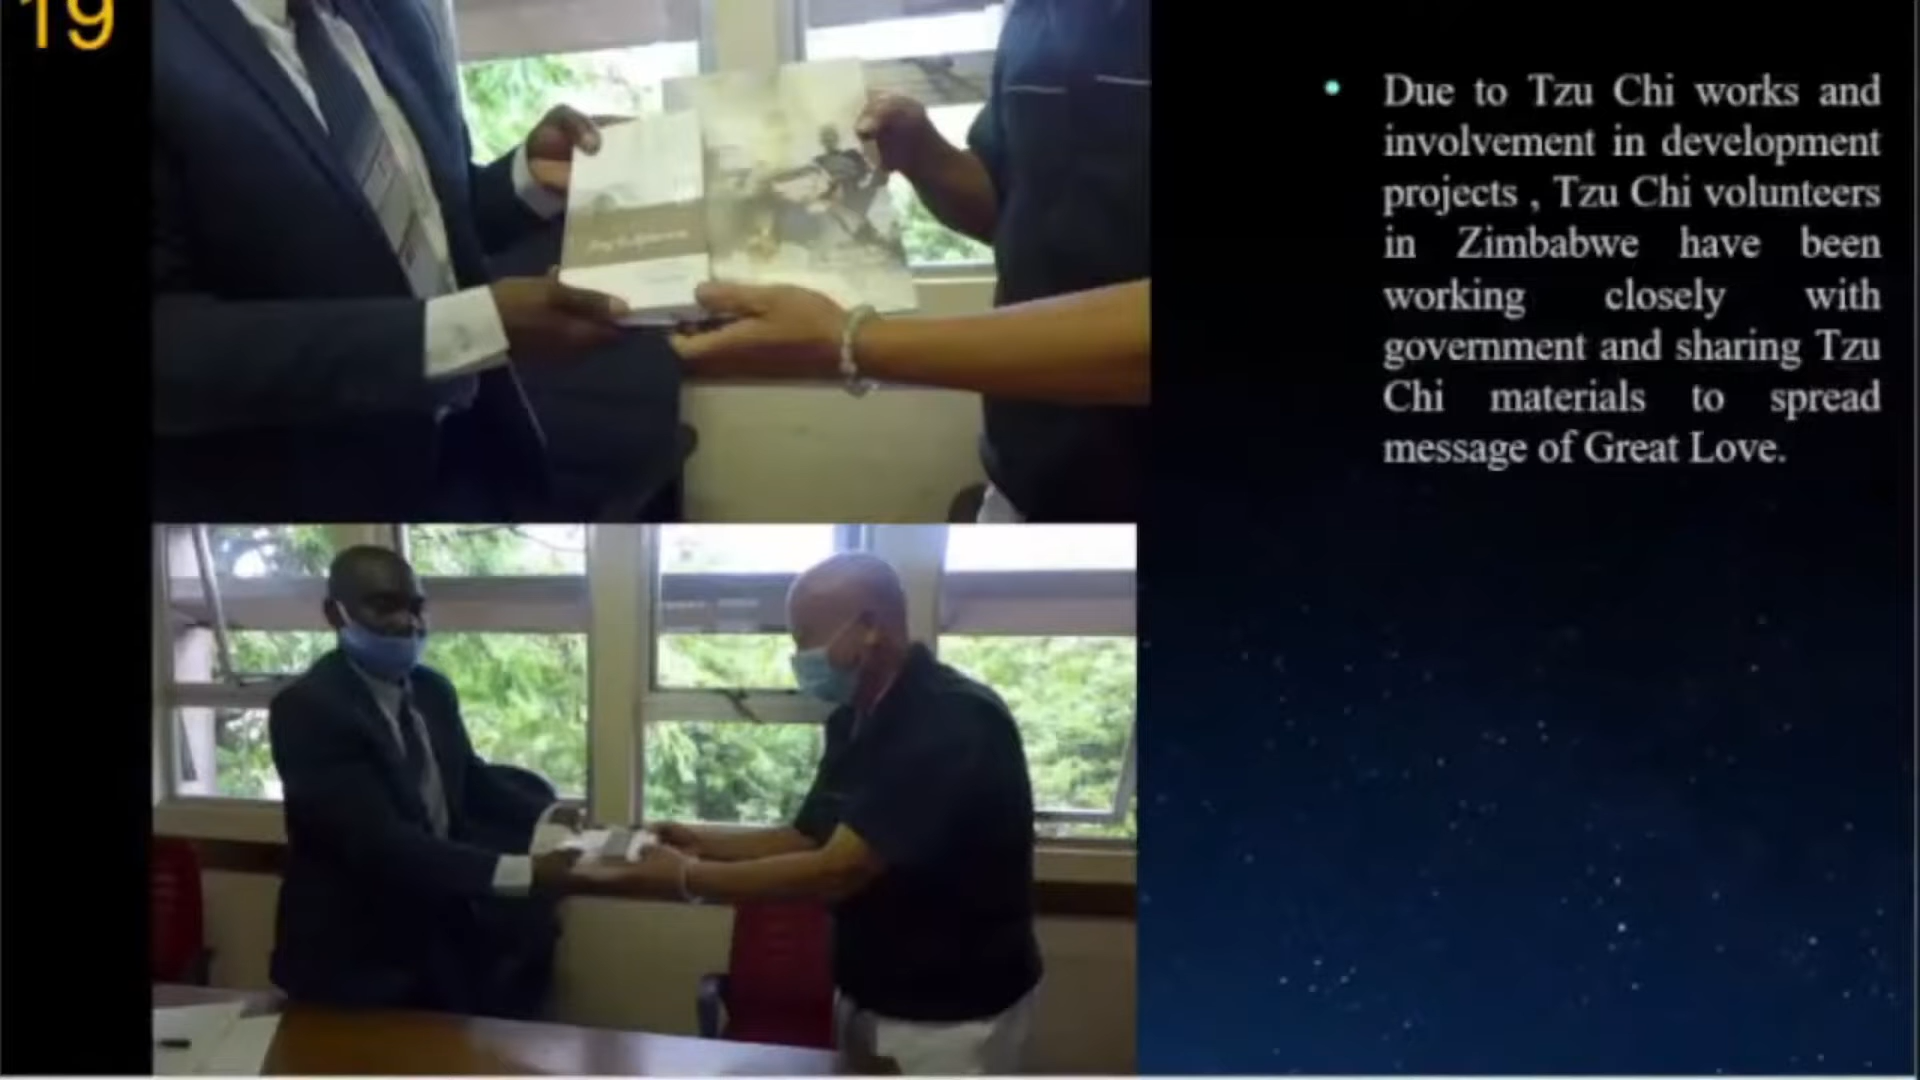 19
Due to Tzu Chi works and
involvement in development
projects , Tzu Chi volunteers
in Zimbabwe have been
working closely with
government and sharing Tzu
Chi materials to spread
message of Great Love.